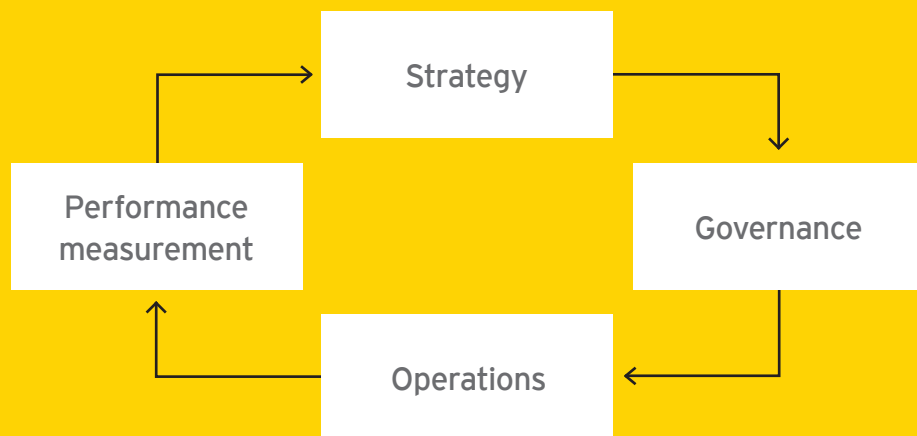 Strategy
Performance
measurement
Governance
Operations